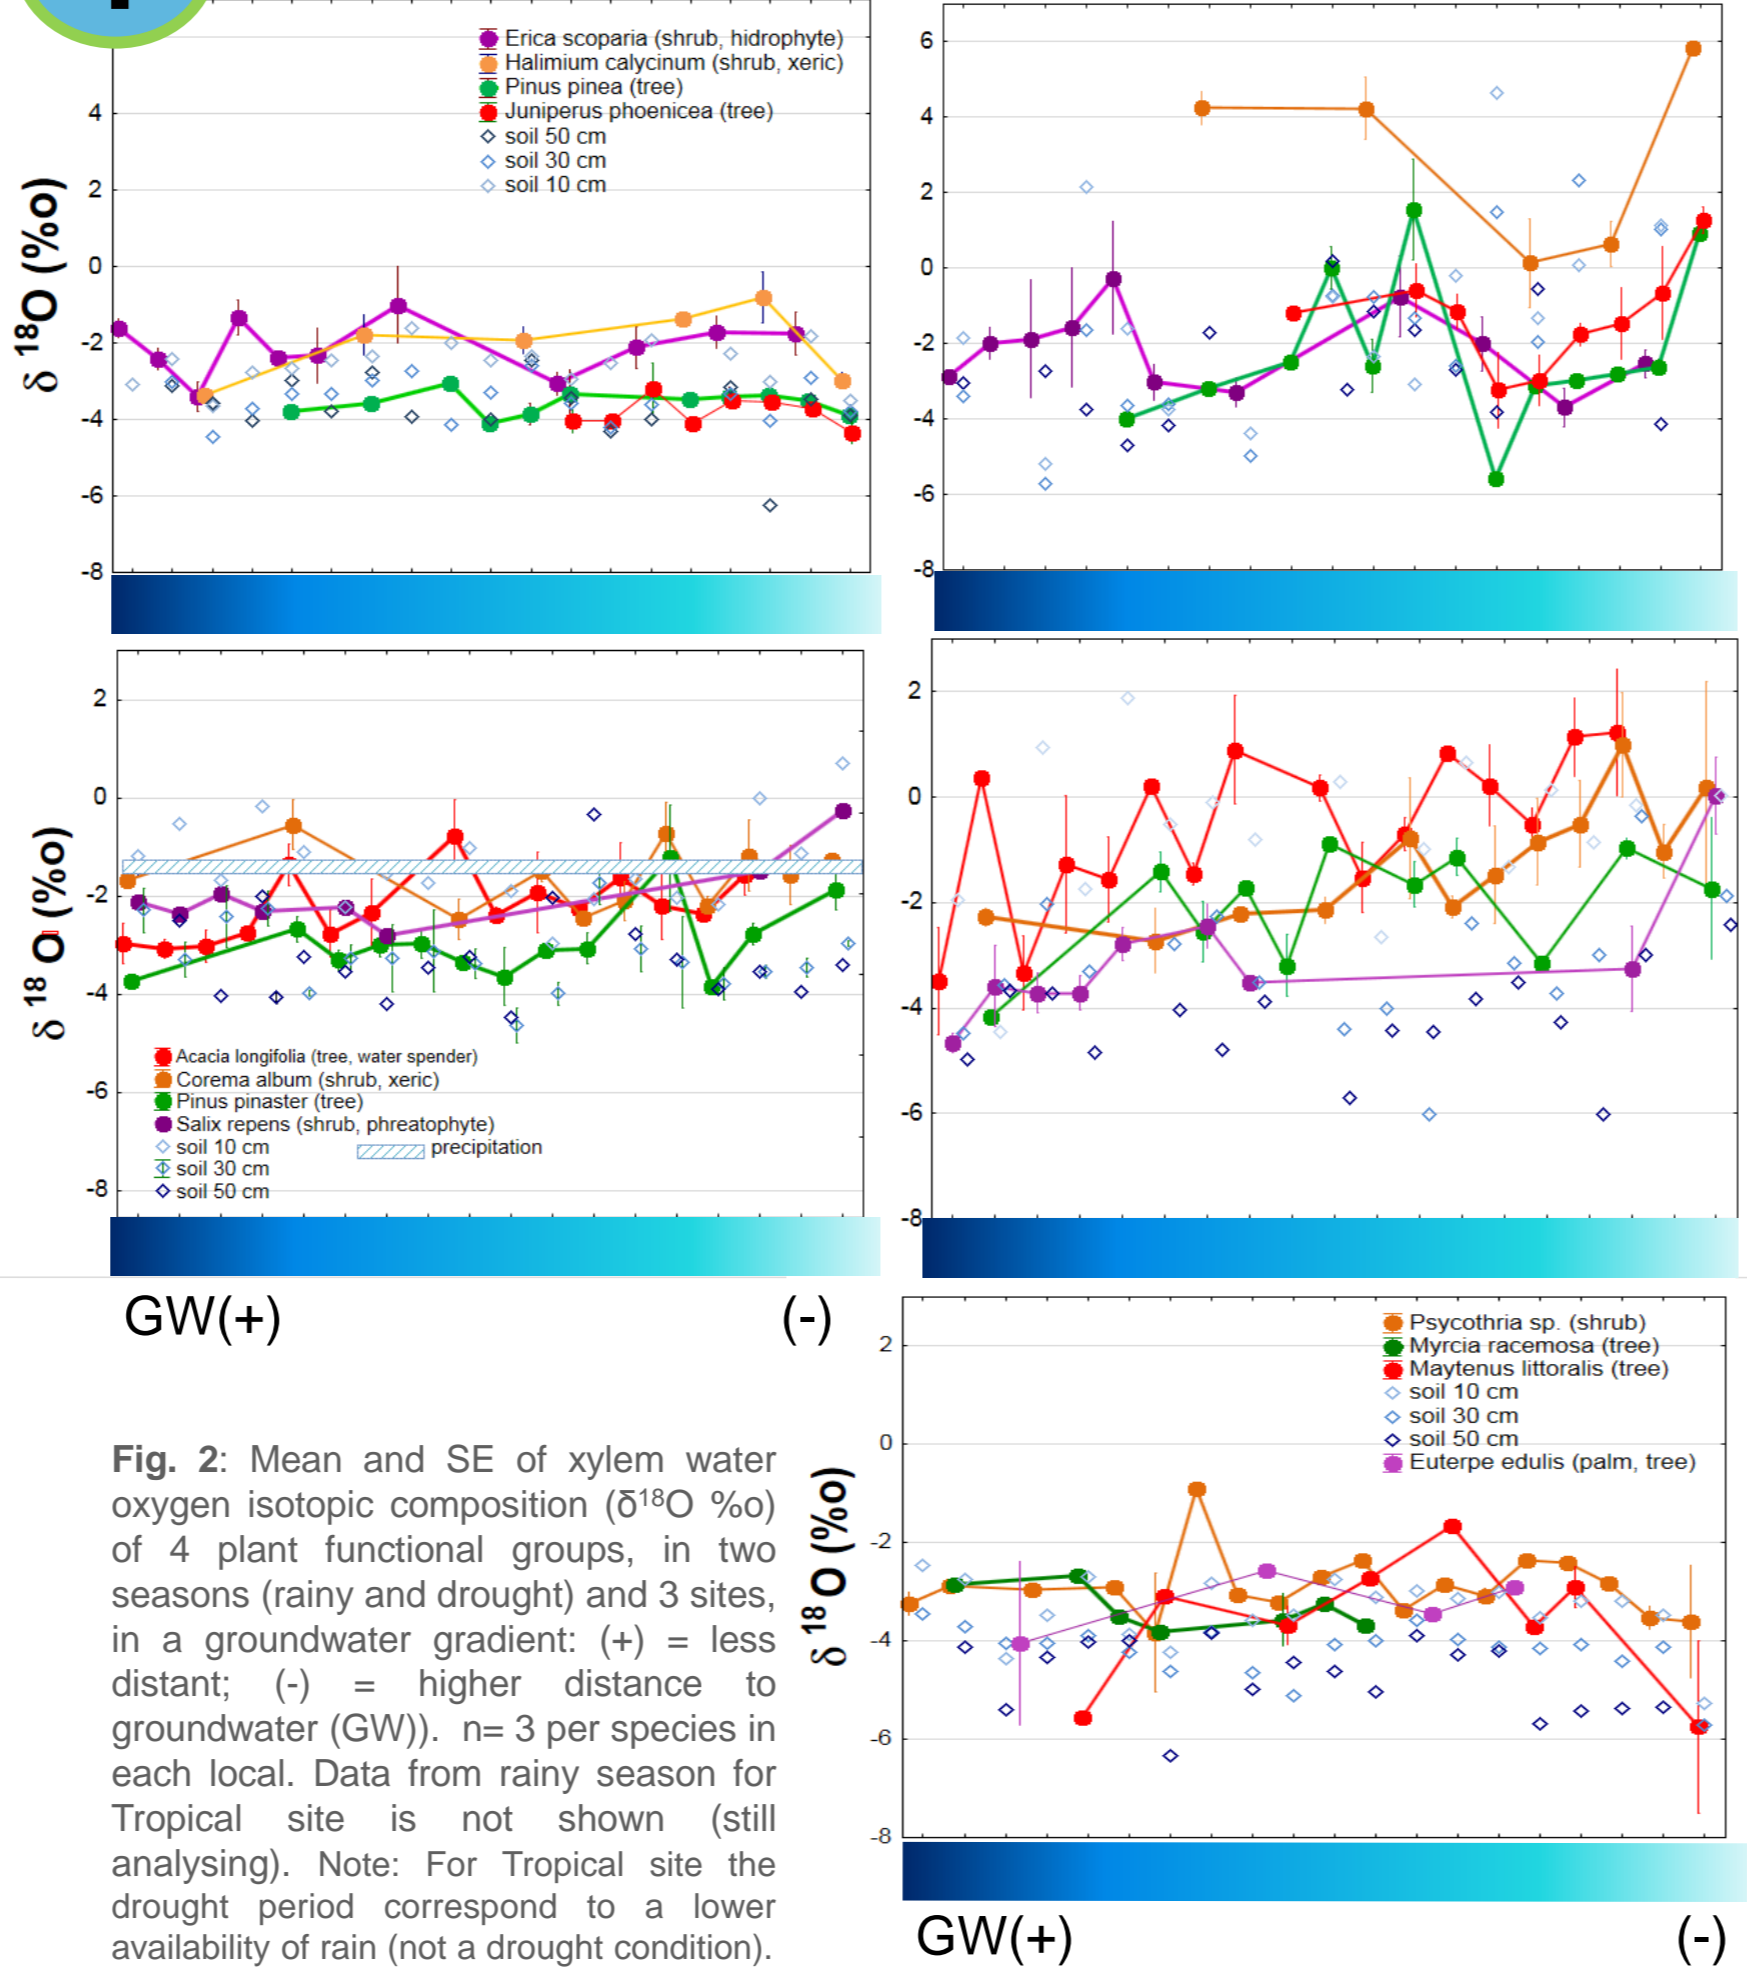 Erica scoparia (shrub, hidrophyte)
Halimium calycinum (shrub, xeric)
Pinus pinea (tree)
Juniperus phoenicea (tree)
soil 50 cm
soil 30 cm
soil 10 cm
4
2
0
-2
-4
-6
-8
δ 18O (%o)
6
4
2
0
-2
-4
-6
-8
2
0
-2
-4
-6
-8
δ 18 O (%o)
Acacia longifolia (tree, water spender)
Corema album (shrub, xeric)
Pinus pinaster (tree)
Salix repens (shrub, phreatophyte)
soil 10 cm
precipitation
soil 30 cm
soil 50 cm
2
0
-2
-4
-6
-8
GW(+)
(-)
Psycothria sp. (shrub)
Myrcia racemosa (tree)
Maytenus littoralis (tree)
soil 10 cm
soil 30 cm
soil 50 cm
Euterpe edulis (palm, tree)
2
0
-2
-4
-6
-8
δ 18 O (%o)
GW(+)
(-)
Fig. 2: Mean and SE of xylem water
oxygen isotopic composition (δ¹⁸O %o)
of 4 plant functional groups, in two
seasons (rainy and drought) and 3 sites,
in a groundwater gradient: (+) = less
distant; (-) = higher distance to
groundwater (GW)). n= 3 per species in
each local. Data from rainy season for
Tropical site is not shown (still
analysing). Note: For Tropical site the
drought period correspond to a lower
availability of rain (not a drought condition).